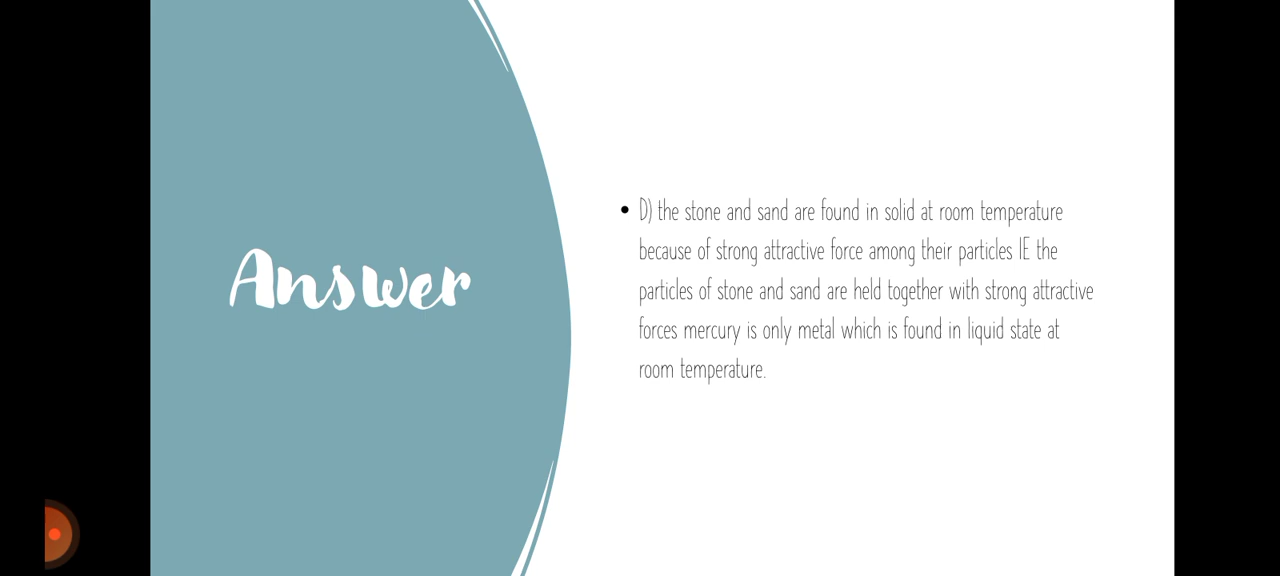 Answer
• D) the stone and sand are found in solid at room temperature
because of strong attractive force among their particles IE the
particles of stone and sand are held together with strong attractive
forces mercury is only metal which is found in liquid state at
room temperature.